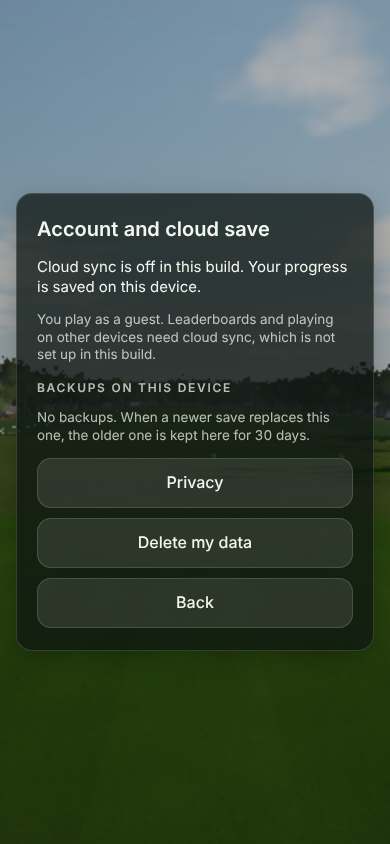 Account and cloud save
Cloud sync is off in this build. Your progress
is saved on this device.
You play as a guest. Leaderboards and playing
on other devices need cloud sync, which is not
set up in this build.
BACKUPS ON THIS DEVICE
No backups. When a newer save replaces this
one, the older one is kept here for 30 days.
Privacy
Delete my data
Back